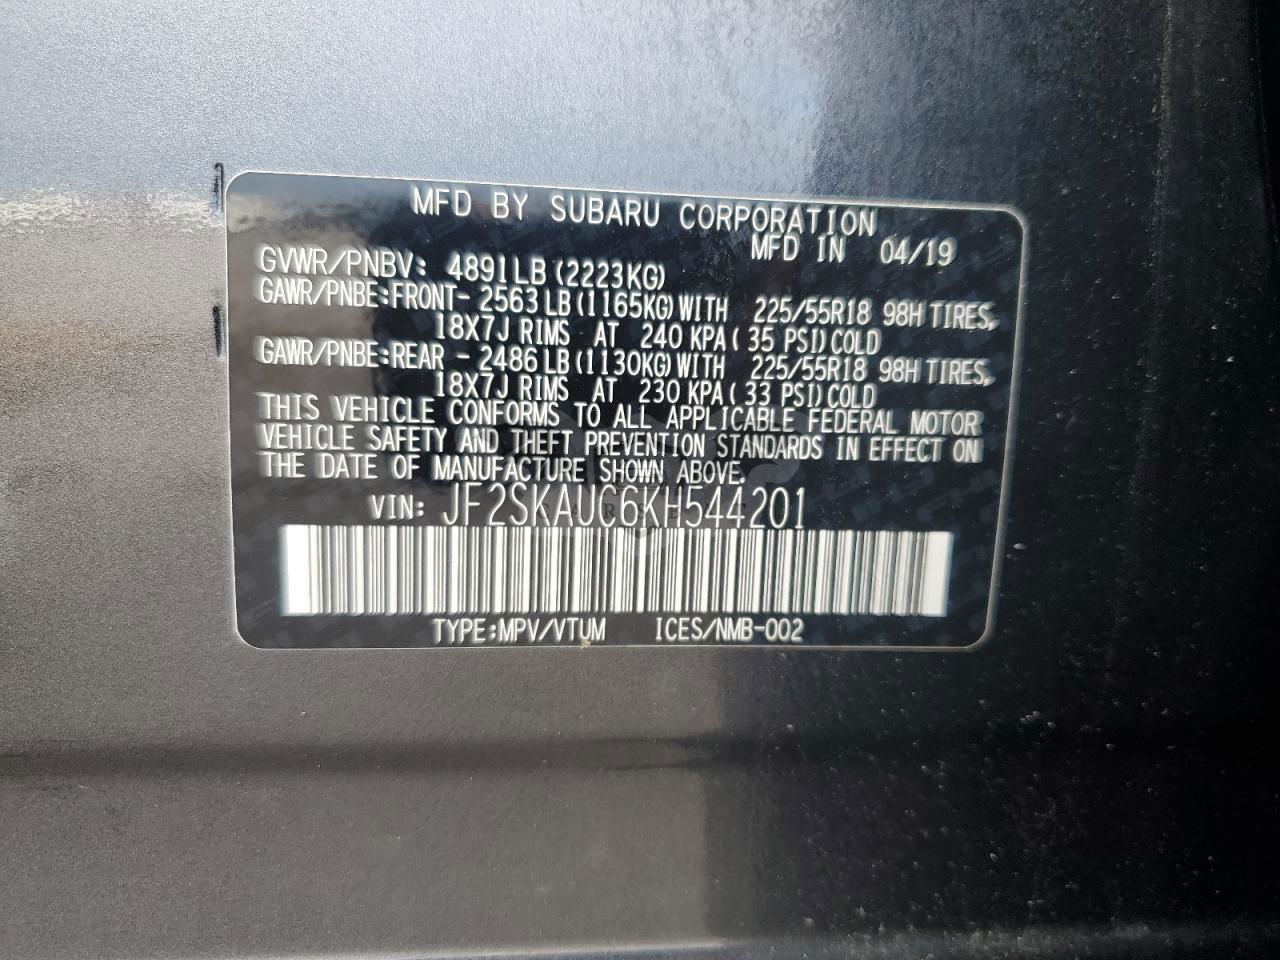 MFD BY SUBARU CORPORATION
MFD IN 04/19
GVWR/PNBV: 4891LB (2223KG)
GAWR/PNBE:FRONT- 2563LB (1165KG) WITH 225/55R18 98H TIRES,
18X7J RIMS AT 240 KPA ( 35 PSI) COLD
GAWR/PNBE:REAR - 2486LB (1130KG) WITH 225/55R18 98H TIRES,
18X7J RIMS AT 230 KPA ( 33 PSI) COLD
THIS VEHICLE CONFORMS TO ALL APPLICABLE FEDERAL MOTOR
VEHICLE SAFETY AND THEFT PREVENTION STANDARDS IN EFFECT ON
THE DATE OF MANUFACTURE SHOWN ABOVE.
VIN: JF2SKAUC6KH544201
TYPE:MPV/VTUM ICES/NMB-002